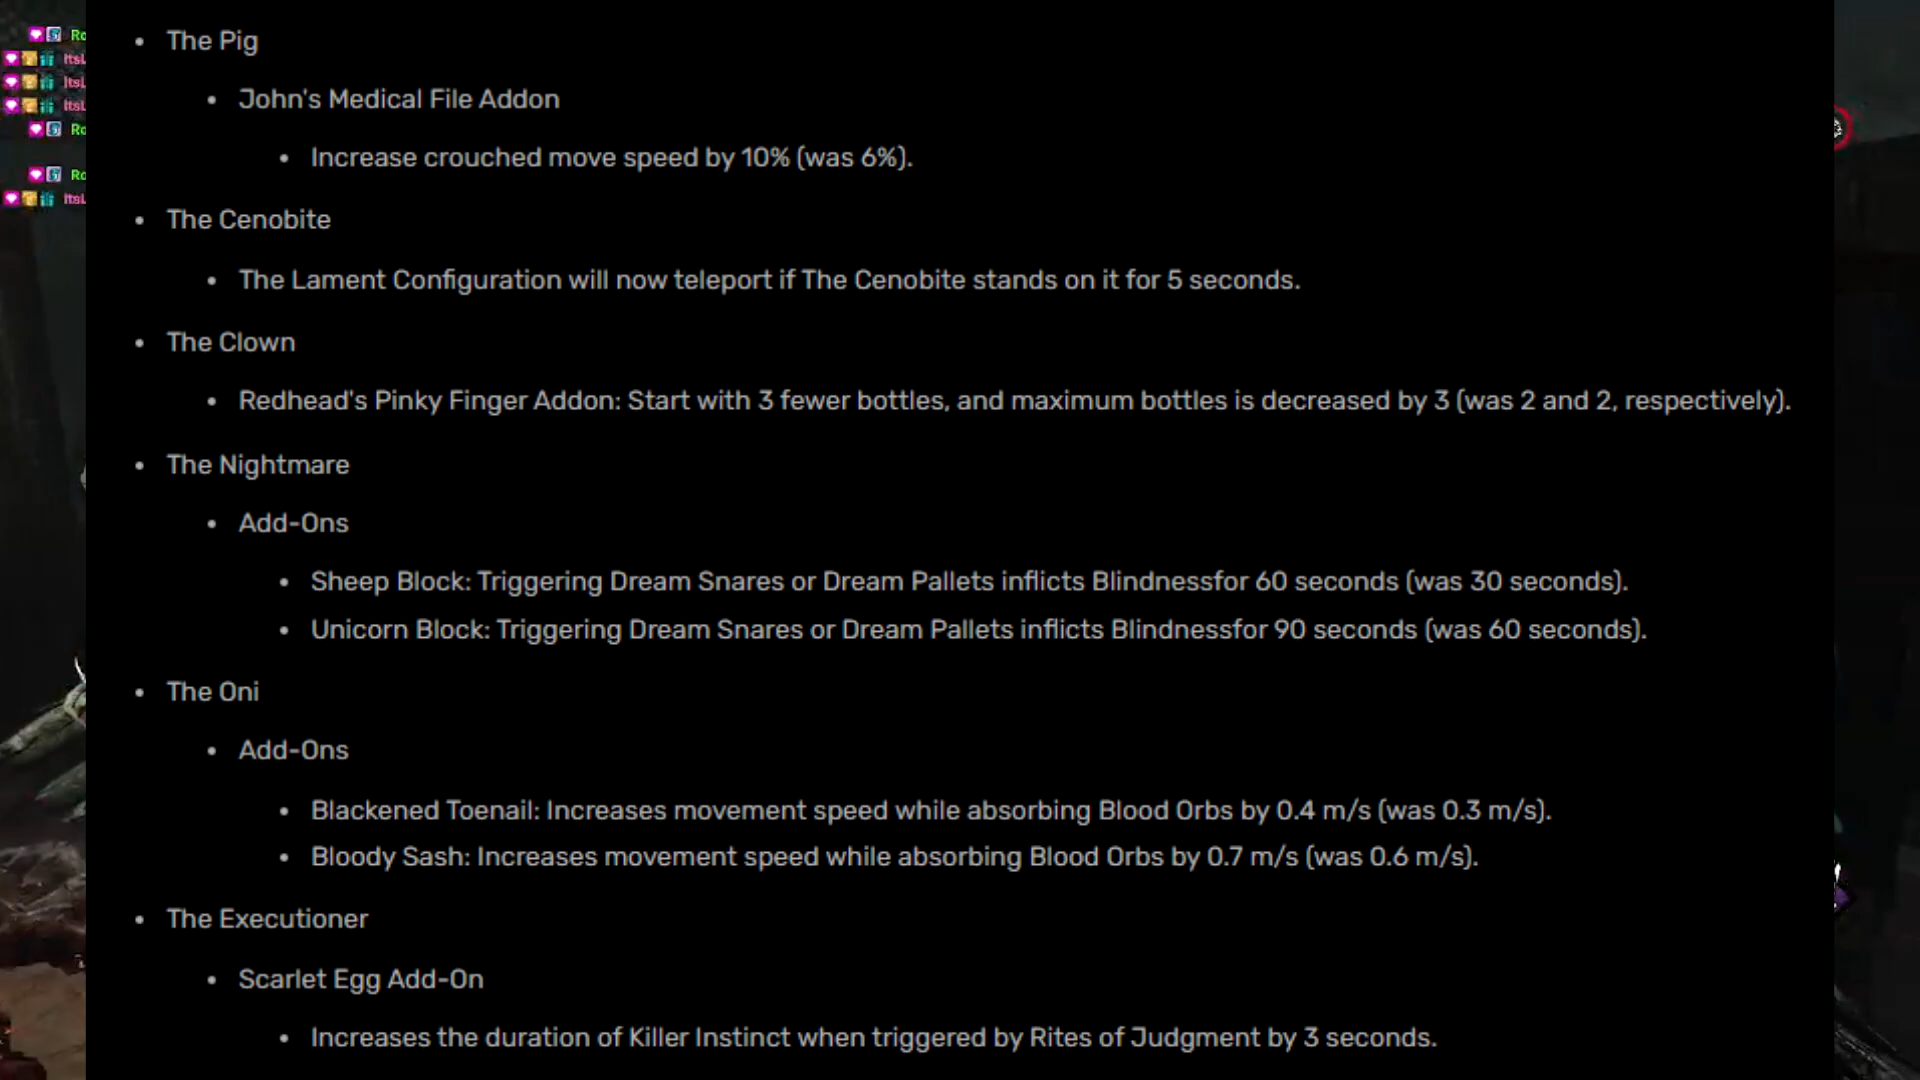 The Pig
John's Medical File Addon
Increase crouched move speed by 10% (was 6%).
The Cenobite
The Lament Configuration will now teleport if The Cenobite stands on it for 5 seconds.
The Clown
Redhead's Pinky Finger Addon: Start with 3 fewer bottles, and maximum bottles is decreased by 3 (was 2 and 2, respectively).
The Nightmare
Add-Ons
Sheep Block: Triggering Dream Snares or Dream Pallets inflicts Blindnessfor 60 seconds (was 30 seconds).
Unicorn Block: Triggering Dream Snares or Dream Pallets inflicts Blindnessfor 90 seconds (was 60 seconds).
The Oni
Add-Ons
Blackened Toenail: Increases movement speed while absorbing Blood Orbs by 0.4 m/s (was 0.3 m/s).
Bloody Sash: Increases movement speed while absorbing Blood Orbs by 0.7 m/s (was 0.6 m/s).
The Executioner
Scarlet Egg Add-On
Increases the duration of Killer Instinct when triggered by Rites of Judgment by 3 seconds.